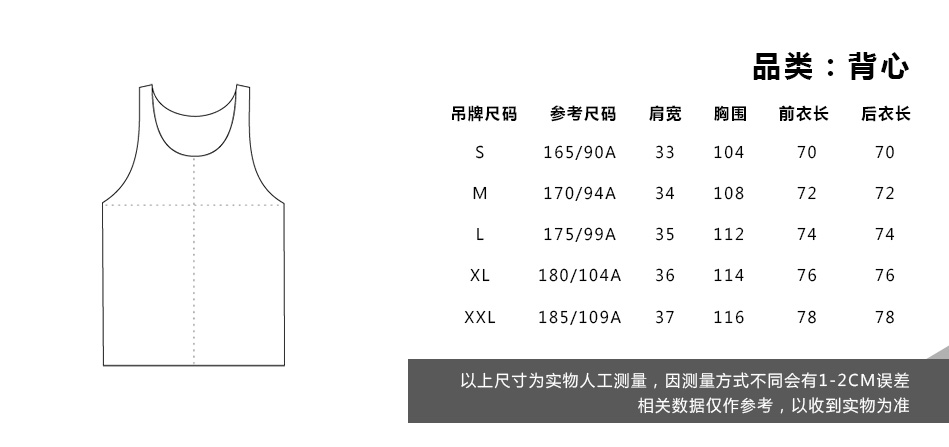 品类：背心
吊牌尺码 参考尺码 肩宽 胸围 前衣长 后衣长
S 165/90A 33 104 70 70
M 170/94A 34 108 72 72
L 175/99A 35 112 74 74
XL 180/104A 36 114 76 76
XXL 185/109A 37 116 78 78
以上尺寸为实物人工测量，因测量方式不同会有1-2CM误差
相关数据仅作参考，以收到实物为准